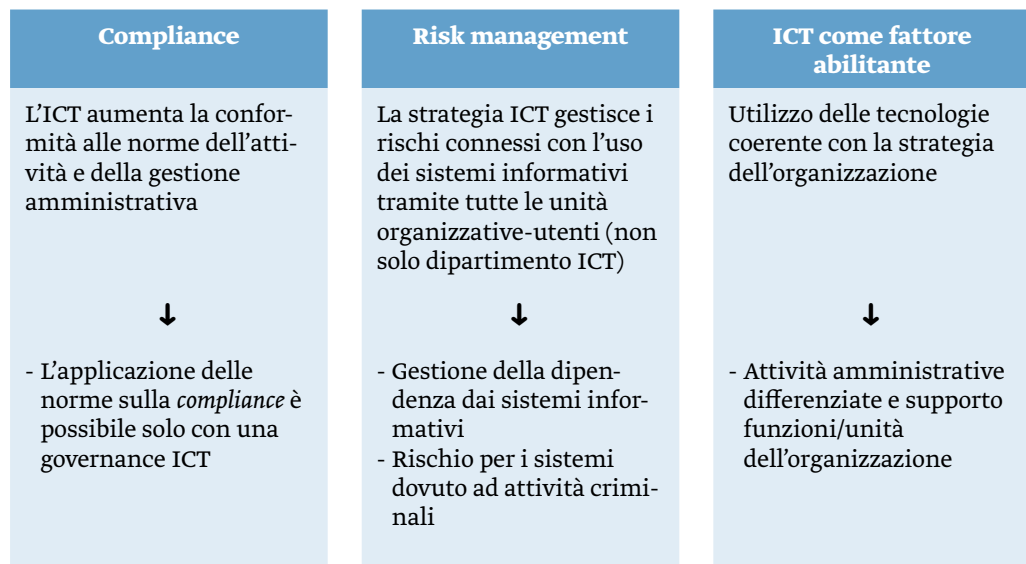 Compliance
L’ICT aumenta la confor-
mità alle norme dell’atti-
vità e della gestione
amministrativa
↓
- L’applicazione delle
norme sulla compliance è
possibile solo con una
governance ICT
Risk management
La strategia ICT gestisce i
rischi connessi con l’uso
dei sistemi informativi
tramite tutte le unità
organizzative-utenti (non
solo dipartimento ICT)
↓
- Gestione della dipen-
denza dai sistemi infor-
mativi
- Rischio per i sistemi
dovuto ad attività crimi-
nali
ICT come fattore
abilitante
Utilizzo delle tecnologie
coerente con la strategia
dell’organizzazione
↓
- Attività amministrative
differenziate e supporto
funzioni/unità
dell’organizzazione